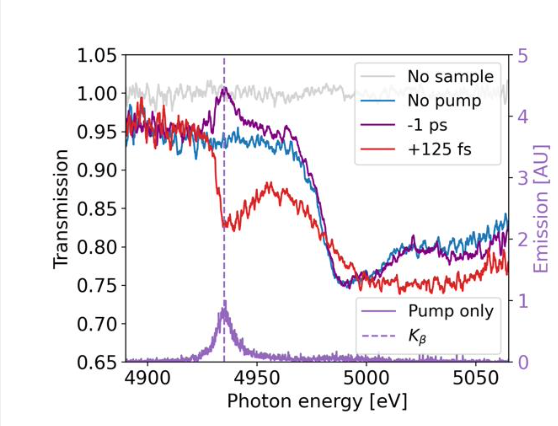 1.05
1.00
0.95
0.90
0.85
0.80
0.75
0.70
0.65
Transmission
No sample
No pump
-1 ps
+125 fs
Pump only
Kβ
5
4
3
2
1
0
Emission [AU]
4900
4950
5000
5050
Photon energy [eV]